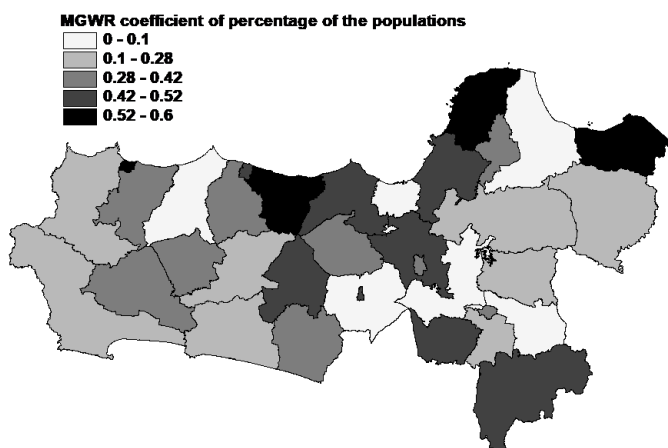 MGWR coefficient of percentage of the populations
0 - 0.1
0.1 - 0.28
0.28 - 0.42
0.42 - 0.52
0.52 - 0.6